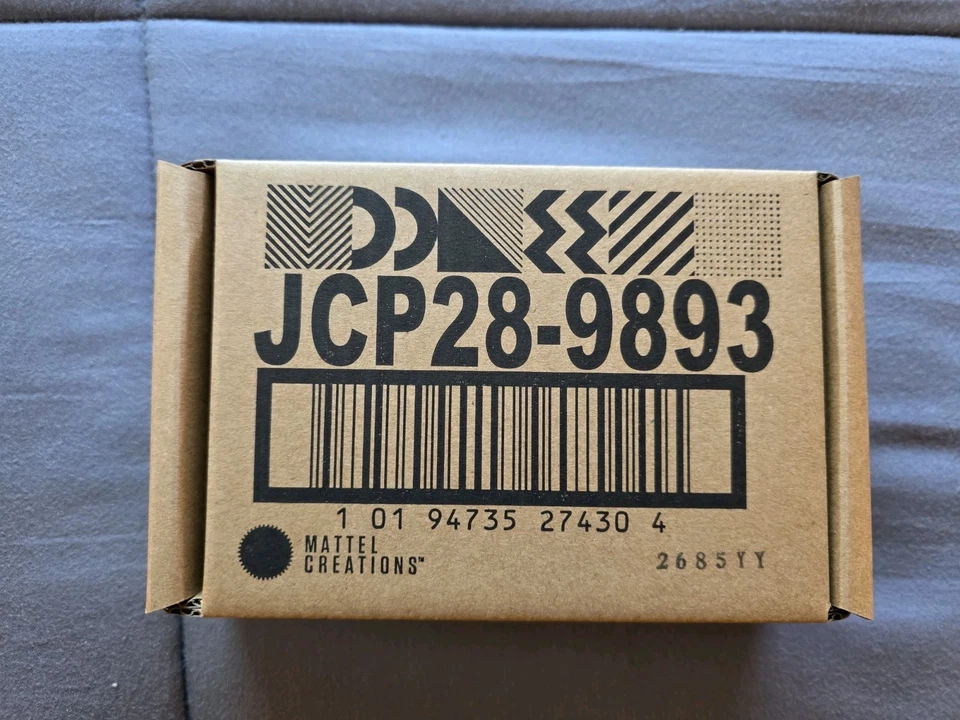 JCP28-9893
1 01 94735 27430 4
MATTEL
CREATIONS™
2685YY